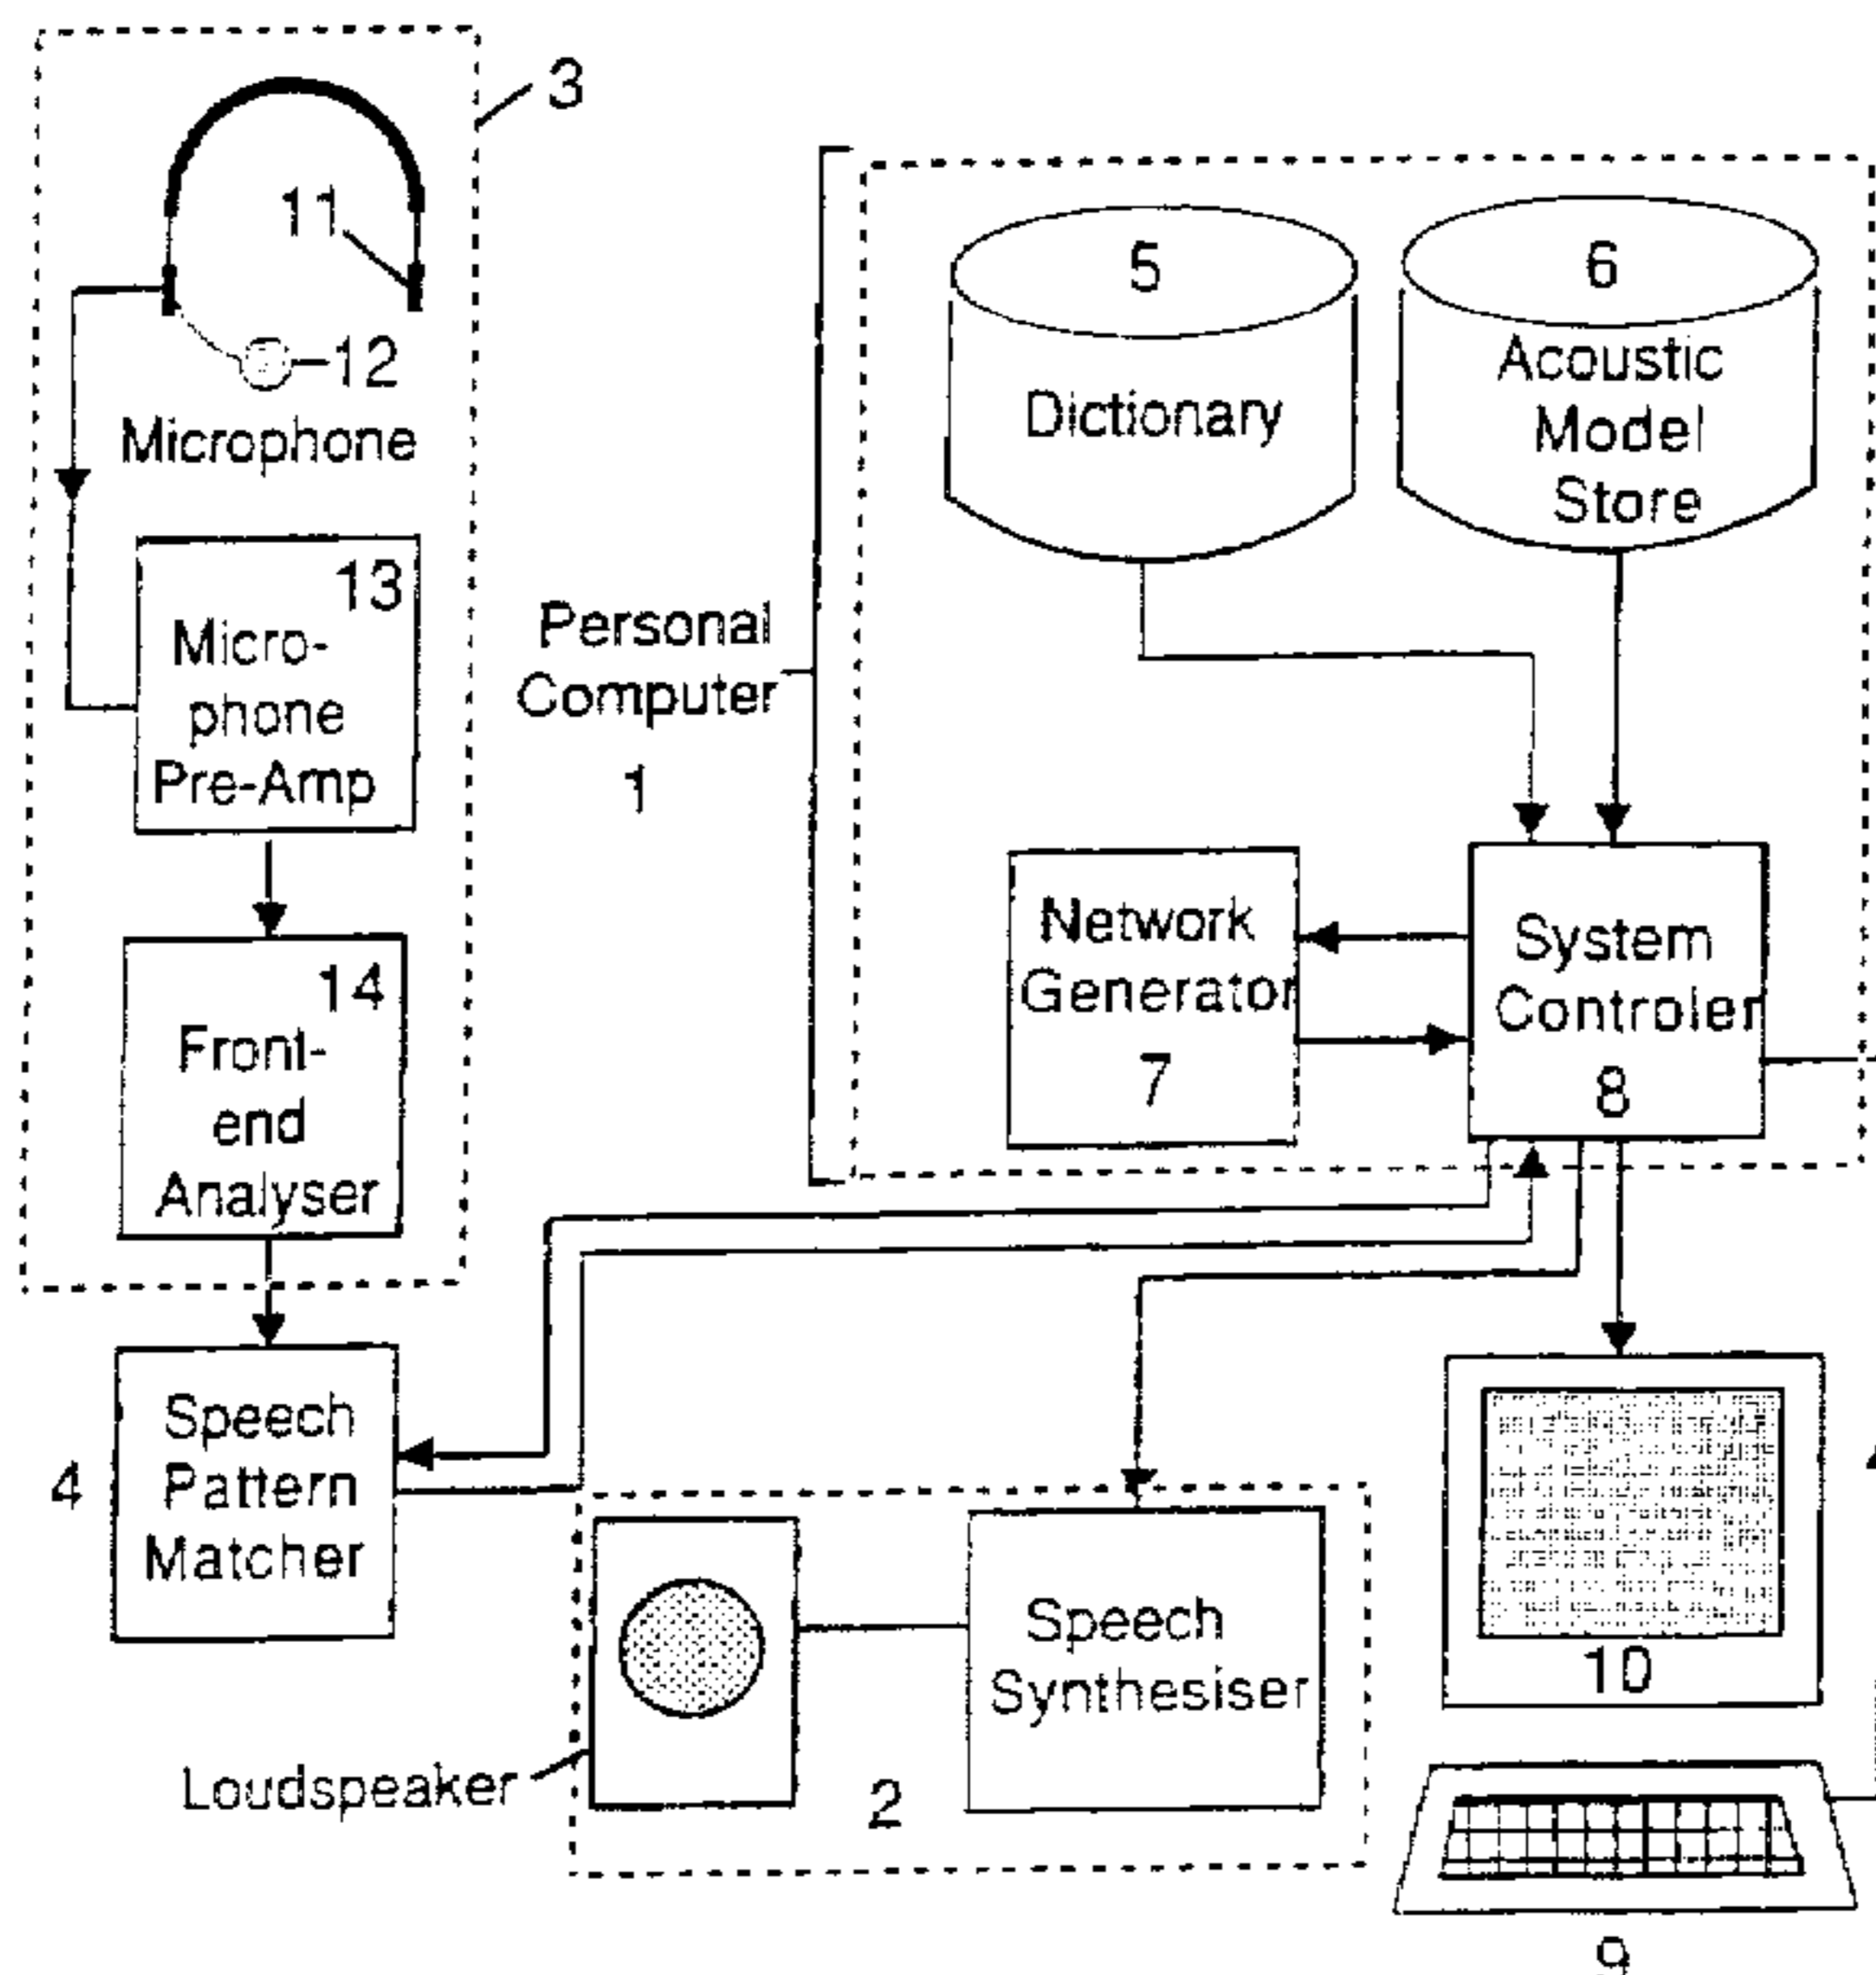 3
11
12
Microphone
13
Micro-
phone
Pre-Amp
14
Front-
end
Analyser
4
Speech
Pattern
Matcher
Personal
Computer
1
5
Dictionary
6
Acoustic
Model
Store
Network
Generator
7
System
Controler
8
Loudspeaker
2
Speech
Synthesiser
10
9